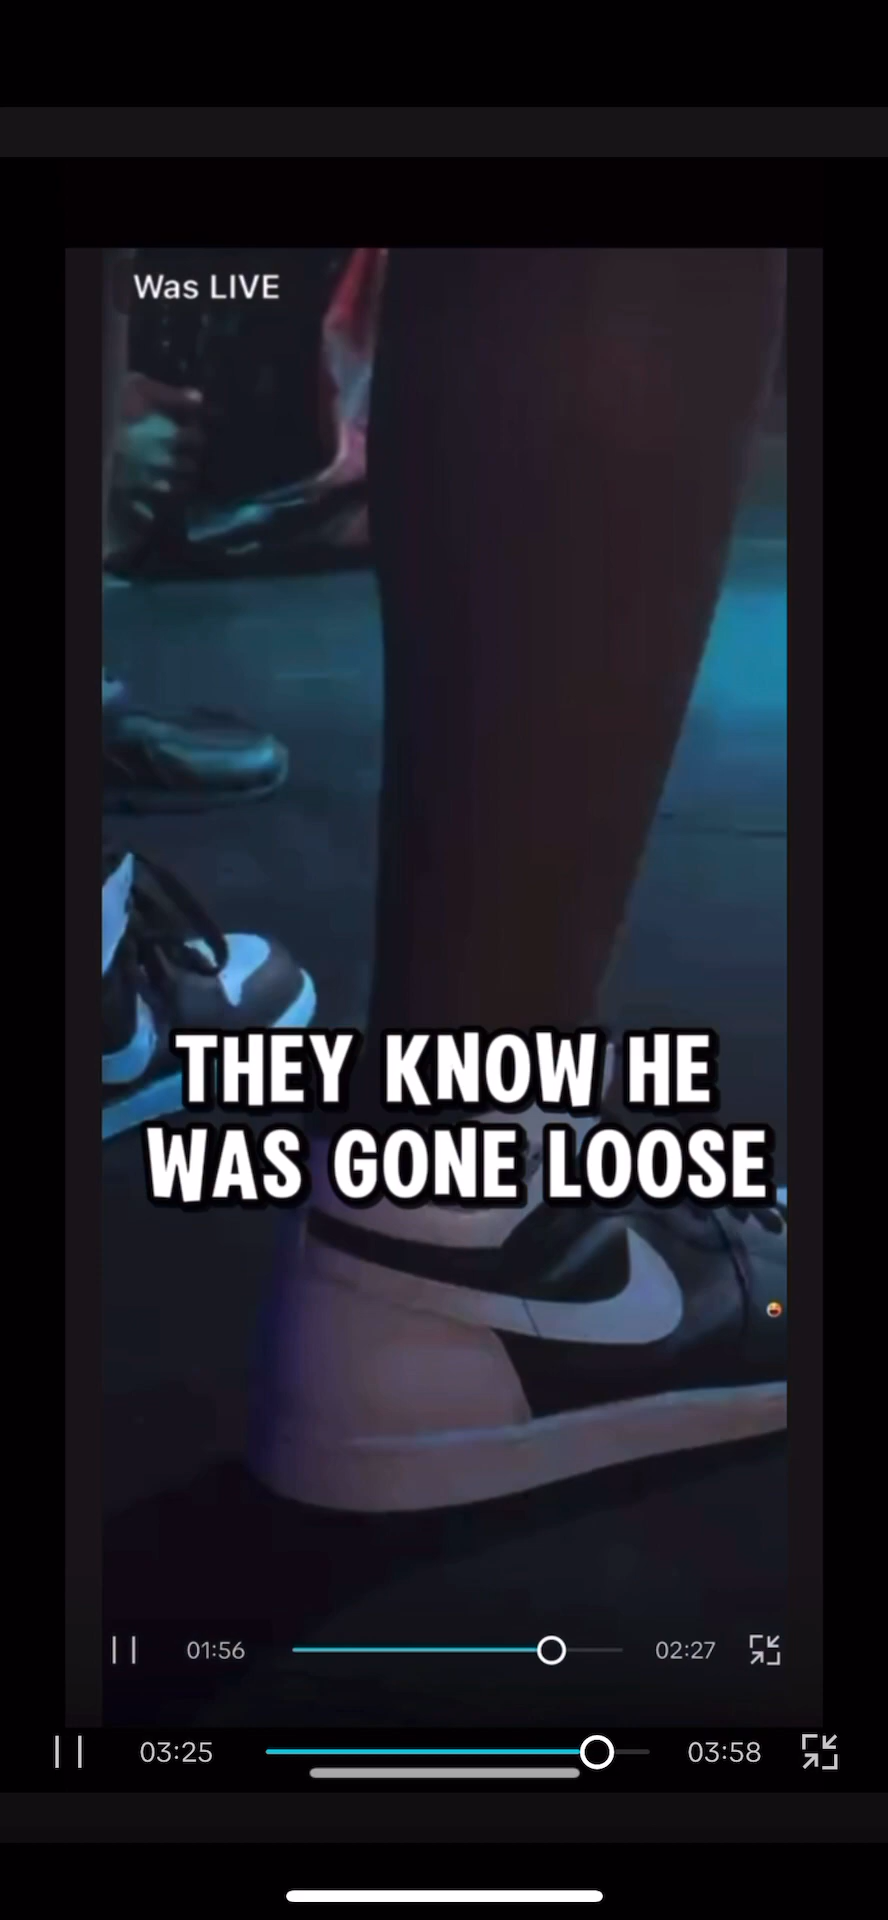 Was LIVE
THEY KNOW HE
WAS GONE LOOSE
01:56 02:27
03:25 03:58